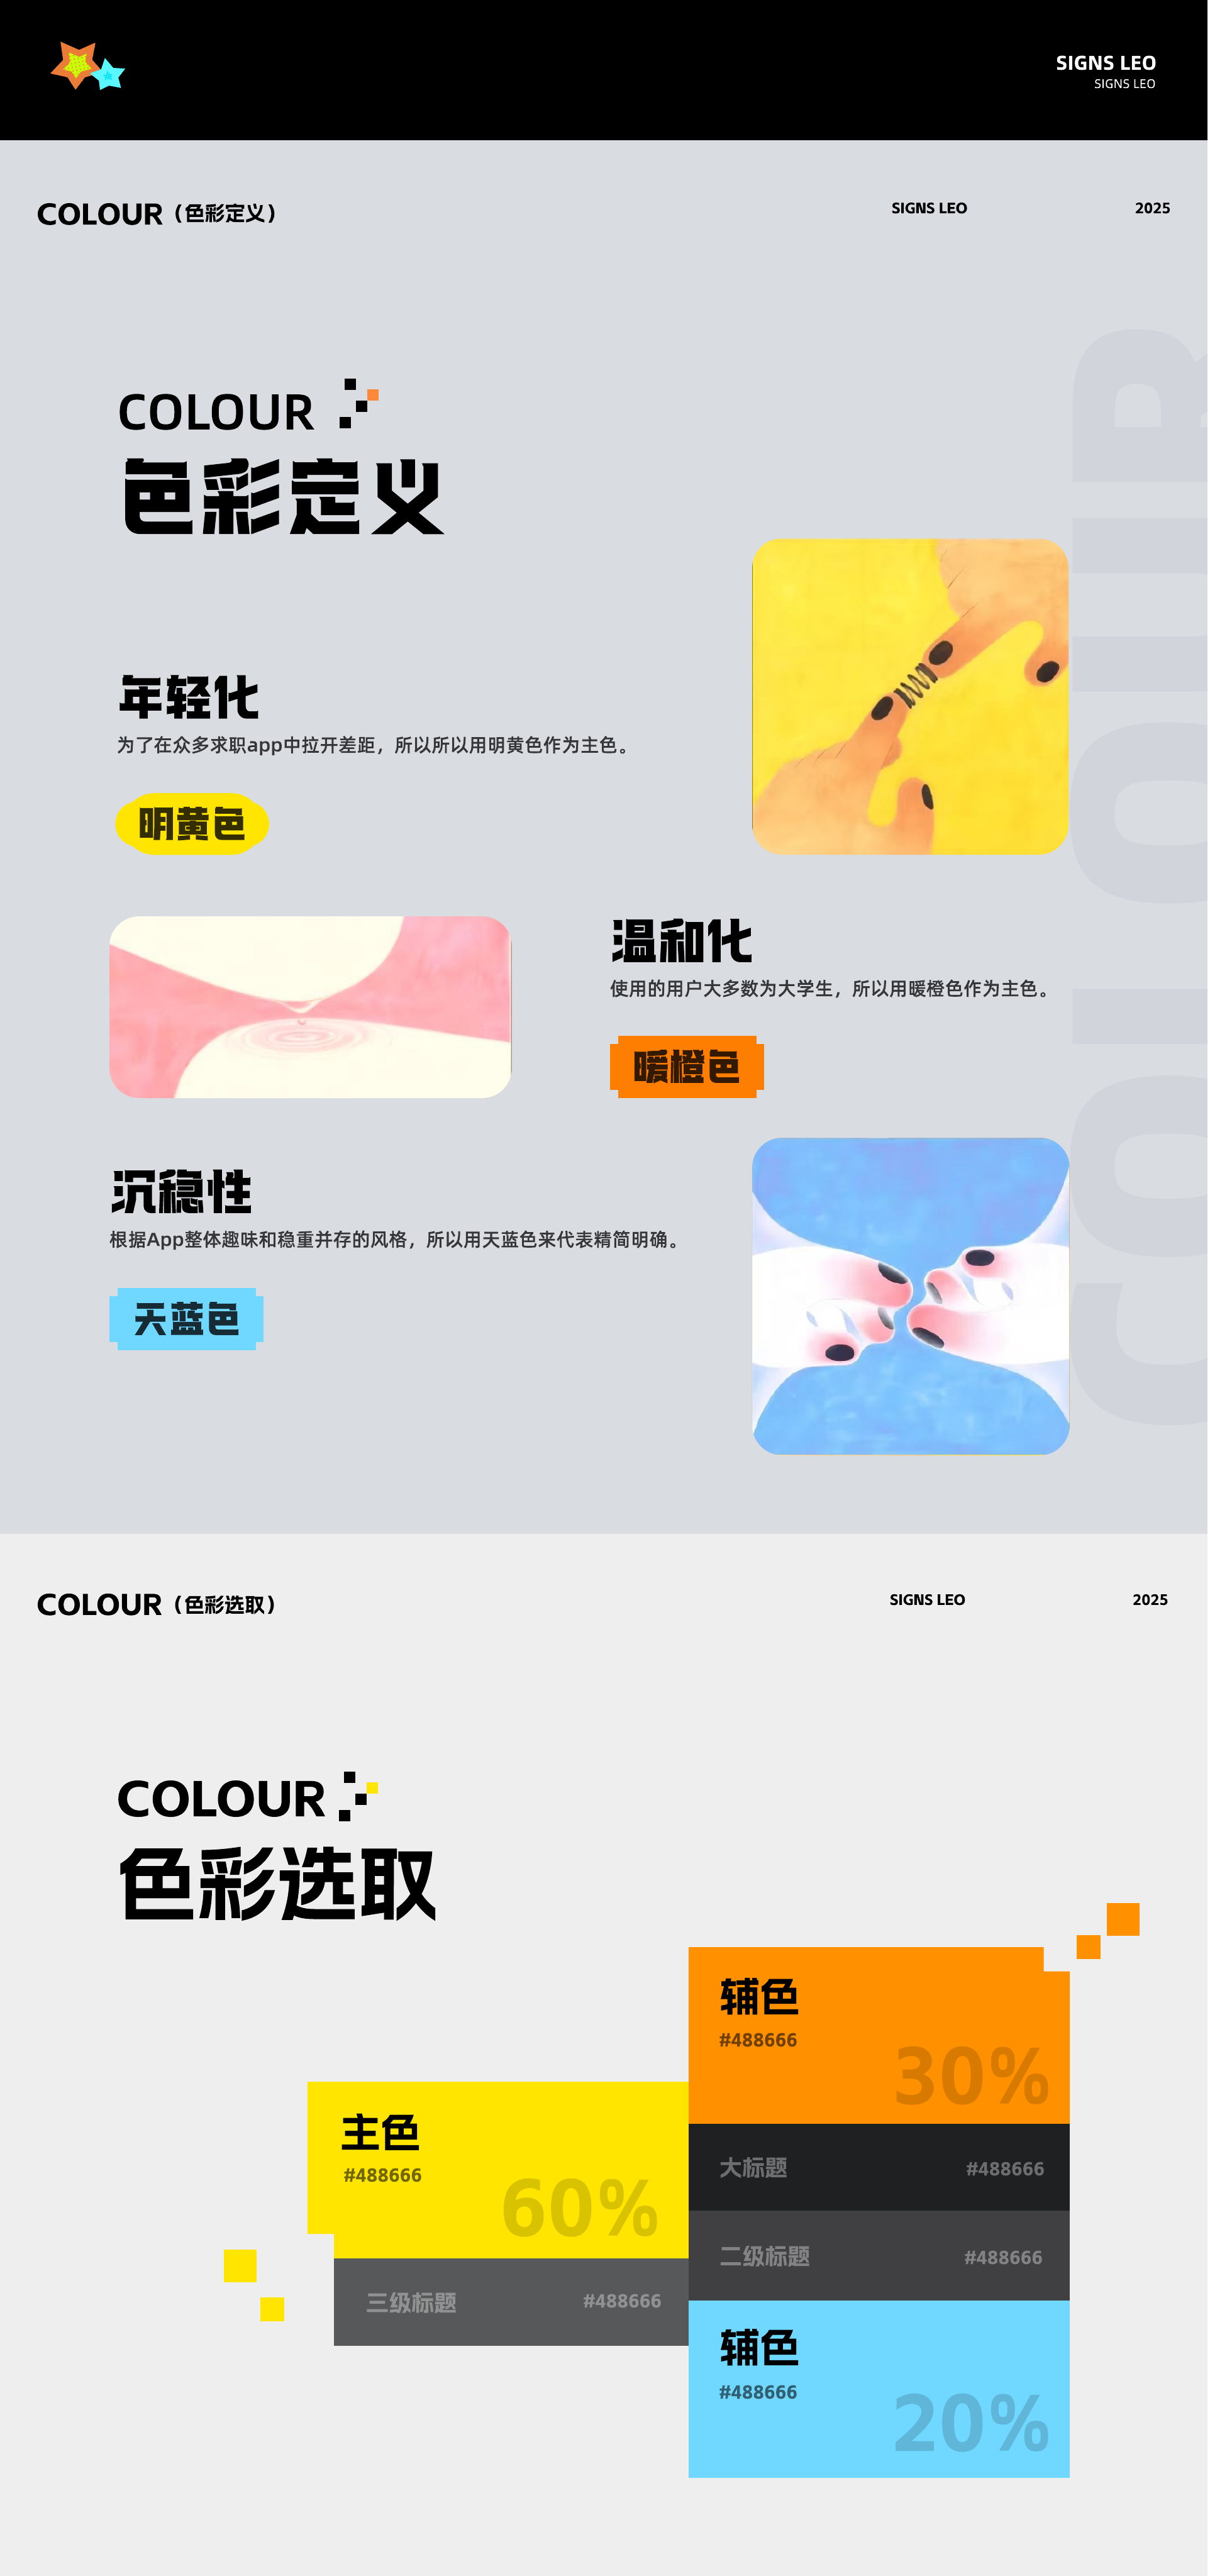 SIGNS LEO
SIGNS LEO
COLOUR（色彩定义）
SIGNS LEO
2025
COLOUR
色彩定义
COLOUR
年轻化
为了在众多求职app中拉开差距，所以所以用明黄色作为主色。
明黄色
温和化
使用的用户大多数为大学生，所以用暖橙色作为主色。
暖橙色
沉稳性
根据App整体趣味和稳重并存的风格，所以用天蓝色来代表精简明确。
天蓝色
COLOUR（色彩选取）
SIGNS LEO
2025
COLOUR
色彩选取
辅色
#488666
30%
主色
#488666
60%
大标题
#488666
二级标题
#488666
三级标题
#488666
辅色
#488666
20%